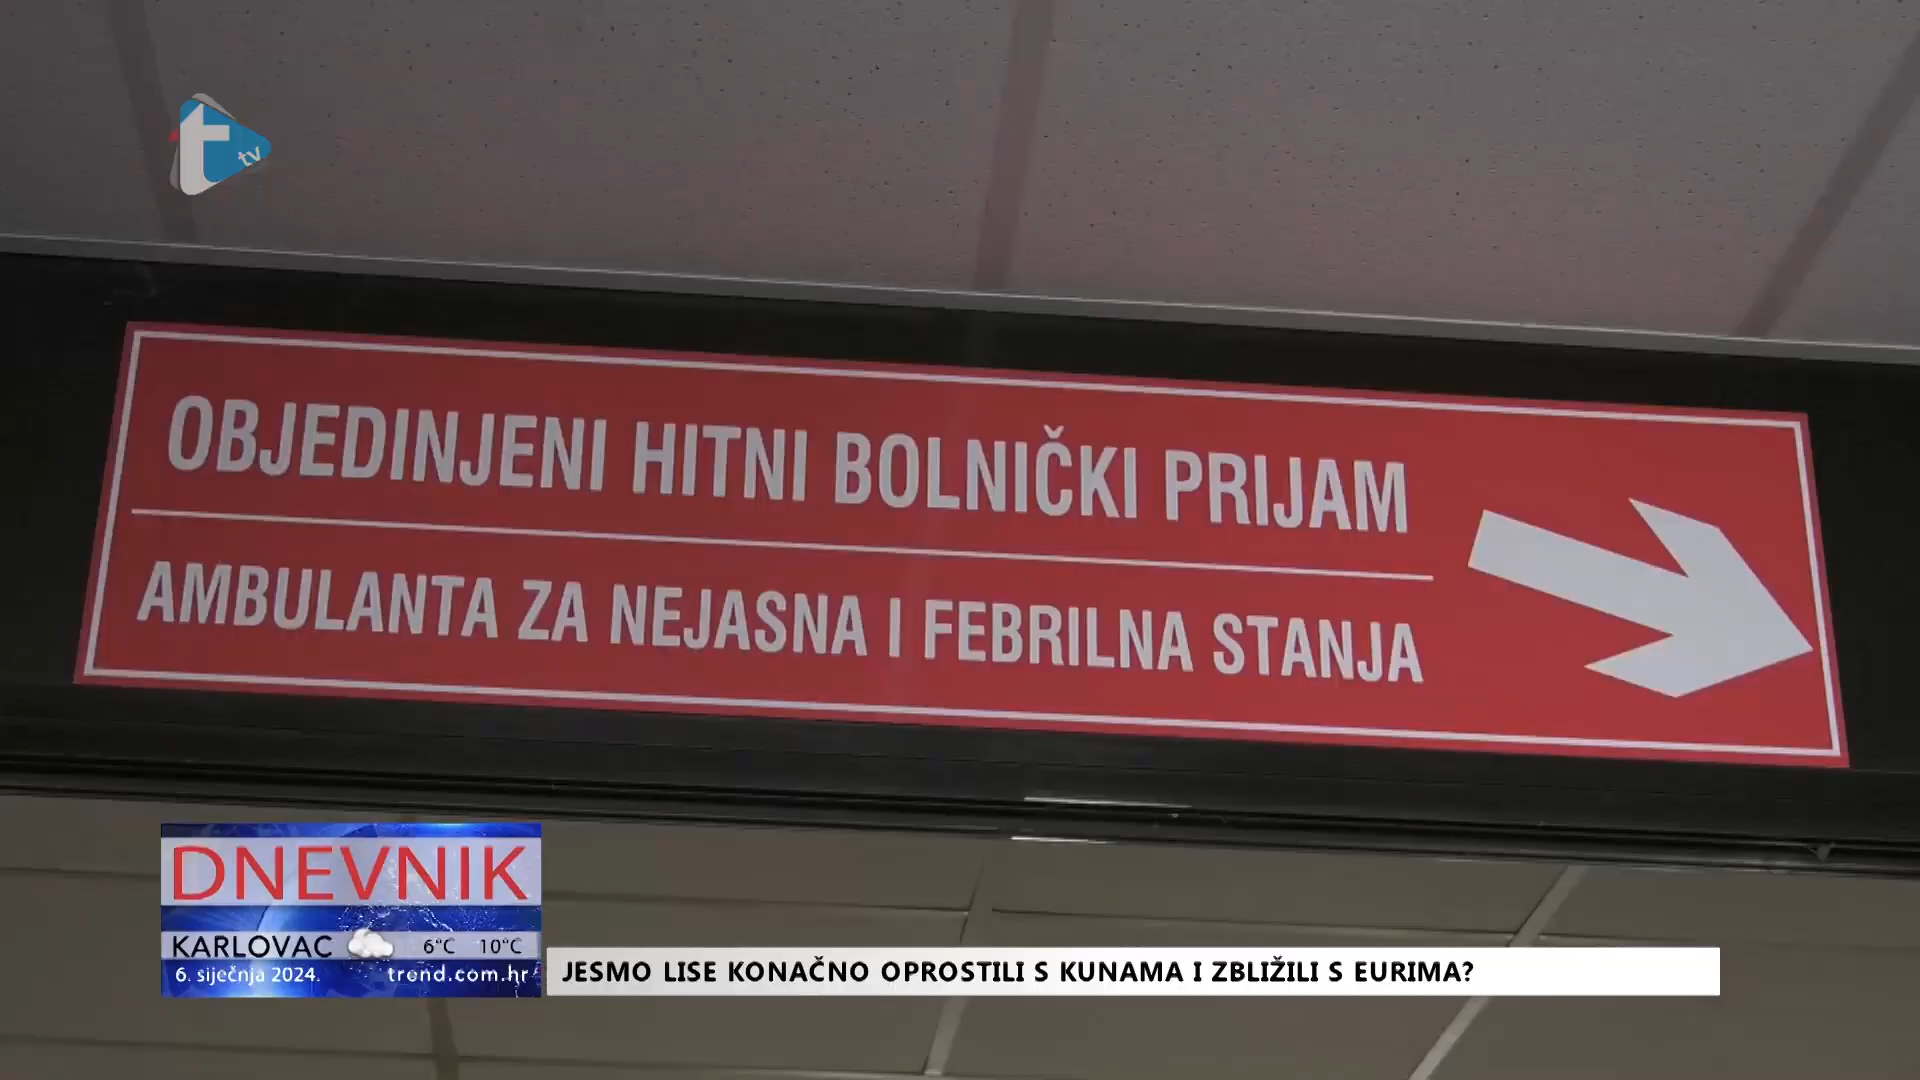 t tv
OBJEDINJENI HITNI BOLNIČKI PRIJAM
AMBULANTA ZA NEJASNA I FEBRILNA STANJA
DNEVNIK
KARLOVAC 6°C 10°C
6. siječnja 2024. trend.com.hr
JESMO LISE KONAČNO OPROSTILI S KUNAMA I ZBLIŽILI S EURIMA?